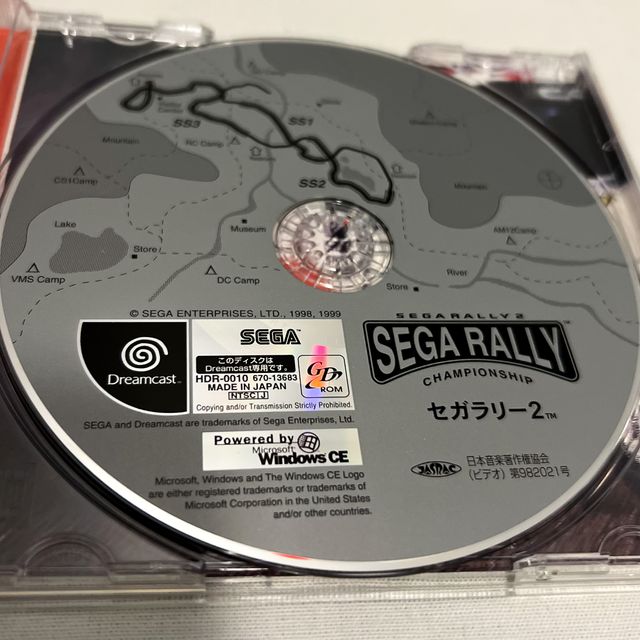 SS3
SS1
RC Camp
Mountain
CS1Camp
SS2
Mountain
Lake
Museum
AM12Camp
Store
River
VMS Camp
DC Camp
Store
© SEGA ENTERPRISES, LTD., 1998, 1999
Dreadcast
SEGA
このディスクは
Dreamcast専用です。
HDR-0010 670-13683
MADE IN JAPAN
NTSC J
GD
ROM
Copying and/or Transmission Strictly Prohibited.
SEGA and Dreamcast are trademarks of Sega Enterprises, Ltd.
SEGA RALLY 2
SEGA RALLY
CHAMPIONSHIP
セガラリー2™
Powered by
Microsoft
Windows CE
Microsoft, Windows and The Windows CE Logo
are either registered trademarks or trademarks of
Microsoft Corporation in the United States
and/or other countries.
JASRAC
日本音楽著作権協会
(ビデオ) 第982021号